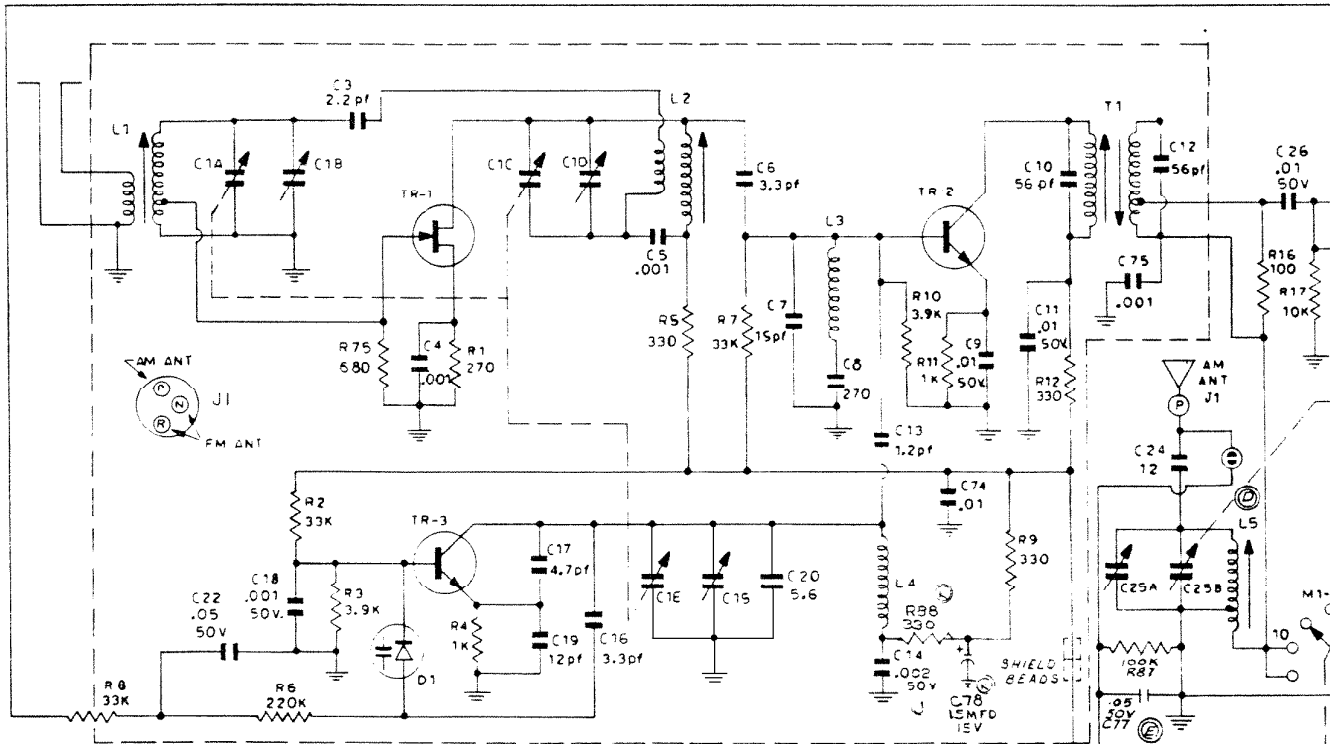 C3
2.2pf
L1
C1A
C1B
TR-1
C1C
C1D
L2
C5
.001
C6
3.3pf
TR-2
L3
C10
56 pf
T1
C12
56pf
C26
.01
50V
R16
100
R17
10K
C75
.001
R75
680
C4
.001
R1
270
R5
330
R7
33K
C7
15pf
C8
270
R10
3.9K
R11
1K
C9
.01
50V
C11
.01
50V
R12
330
AM ANT
J1
FM ANT
P
N
R
AM
ANT
J1
P
C24
12
D
L5
C25A
C25B
M1-
10
100K
R87
.05
50V
C77
E
C13
1.2pf
C74
.01
R9
330
R2
33K
TR-3
C17
4.7pf
C22
.05
50V
C18
.001
50V.
R3
3.9K
D1
R4
1K
C19
12pf
C16
3.3pf
C1E
C15
C20
5.6
L4
R88
330
C14
.002
50V
C78
15MFD
15V
SHIELD
BEADS
R8
33K
R6
220K